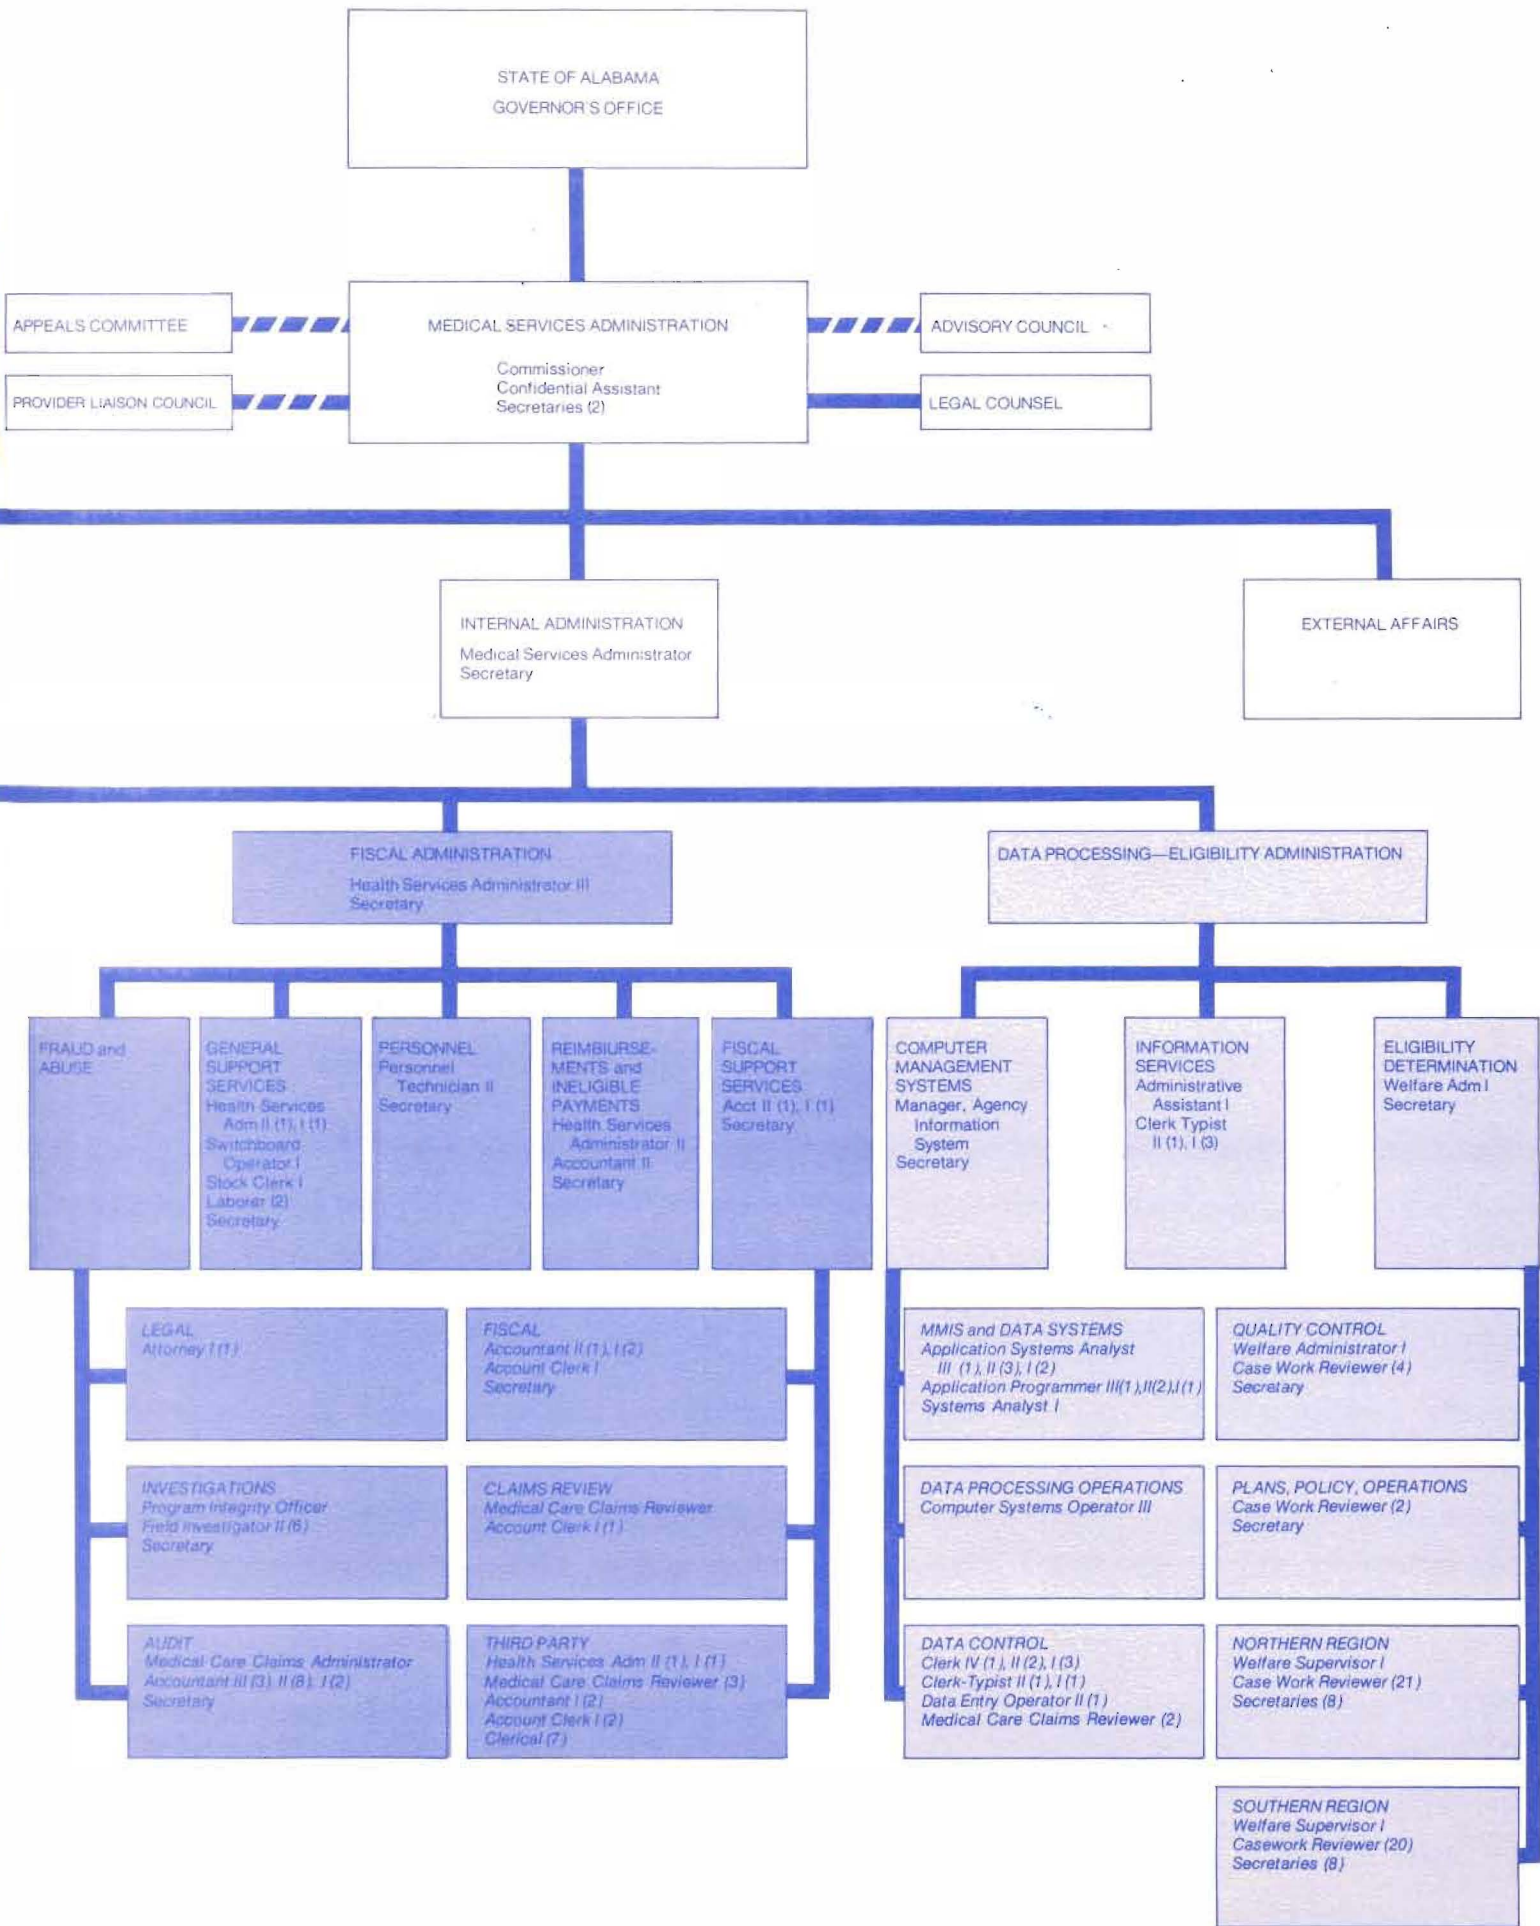 STATE OF ALABAMA
GOVERNOR'S OFFICE
APPEALS COMMITTEE
PROVIDER LIAISON COUNCIL
MEDICAL SERVICES ADMINISTRATION
Commissioner
Confidential Assistant
Secretaries (2)
ADVISORY COUNCIL
LEGAL COUNSEL
INTERNAL ADMINISTRATION
Medical Services Administrator
Secretary
EXTERNAL AFFAIRS
FISCAL ADMINISTRATION
Health Services Administrator III
Secretary
DATA PROCESSING—ELIGIBILITY ADMINISTRATION
FRAUD and
ABUSE
GENERAL
SUPPORT
SERVICES
Health Services
Adm II (1), I (1)
Switchboard
Operator I
Stock Clerk I
Laborer (2)
Secretary
PERSONNEL
Personnel
Technician II
Secretary
REIMBIURSE-
MENTS and
INELIGIBLE
PAYMENTS
Health Services
Administrator II
Accountant II
Secretary
FISCAL
SUPPORT
SERVICES
Acct II (1), I (1)
Secretary
COMPUTER
MANAGEMENT
SYSTEMS
Manager, Agency
Information
System
Secretary
INFORMATION
SERVICES
Administrative
Assistant I
Clerk Typist
II (1), I (3)
ELIGIBILITY
DETERMINATION
Welfare Adm I
Secretary
LEGAL
Attorney I (1)
INVESTIGATIONS
Program Integrity Officer
Field Investigator II (6)
Secretary
AUDIT
Medical Care Claims Administrator
Accountant III (3) II (8), I (2)
Secretary
FISCAL
Accountant II (1), I (2)
Account Clerk I
Secretary
CLAIMS REVIEW
Medical Care Claims Reviewer
Account Clerk I (1)
THIRD PARTY
Health Services Adm II (1), I (1)
Medical Care Claims Reviewer (3)
Accountant I (2)
Account Clerk I (2)
Clerical (7)
MMIS and DATA SYSTEMS
Application Systems Analyst
III (1), II (3), I (2)
Application Programmer III(1),II(2),I(1)
Systems Analyst I
DATA PROCESSING OPERATIONS
Computer Systems Operator III
DATA CONTROL
Clerk IV (1), II (2), I (3)
Clerk-Typist II (1), I (1)
Data Entry Operator II (1)
Medical Care Claims Reviewer (2)
QUALITY CONTROL
Welfare Administrator I
Case Work Reviewer (4)
Secretary
PLANS, POLICY, OPERATIONS
Case Work Reviewer (2)
Secretary
NORTHERN REGION
Welfare Supervisor I
Case Work Reviewer (21)
Secretaries (8)
SOUTHERN REGION
Welfare Supervisor I
Casework Reviewer (20)
Secretaries (8)